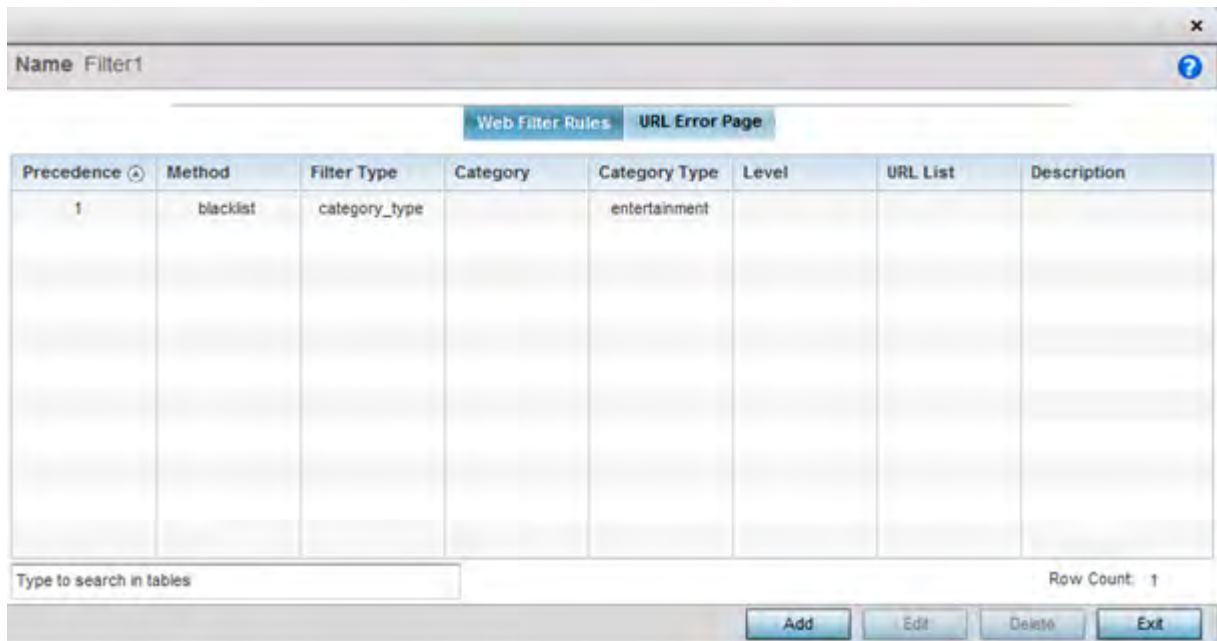 Name Filter1
Web Filter Rules URL Error Page
Precedence Method Filter Type Category Category Type Level URL List Description
1 blacklist category_type entertainment
Type to search in tables Row Count: 1
Add Edit Delete Exit